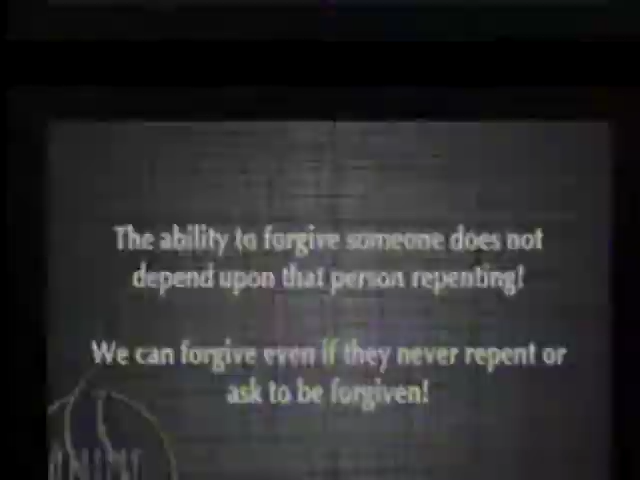 The ability to forgive someone does not
depend upon that person repenting!
We can forgive even if they never repent or
ask to be forgiven!